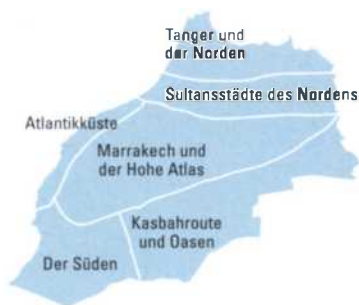 Tanger und
der Norden
Sultansstädte des Nordens
Atlantikküste
Marrakech und
der Hohe Atlas
Kasbahroute
und Oasen
Der Süden